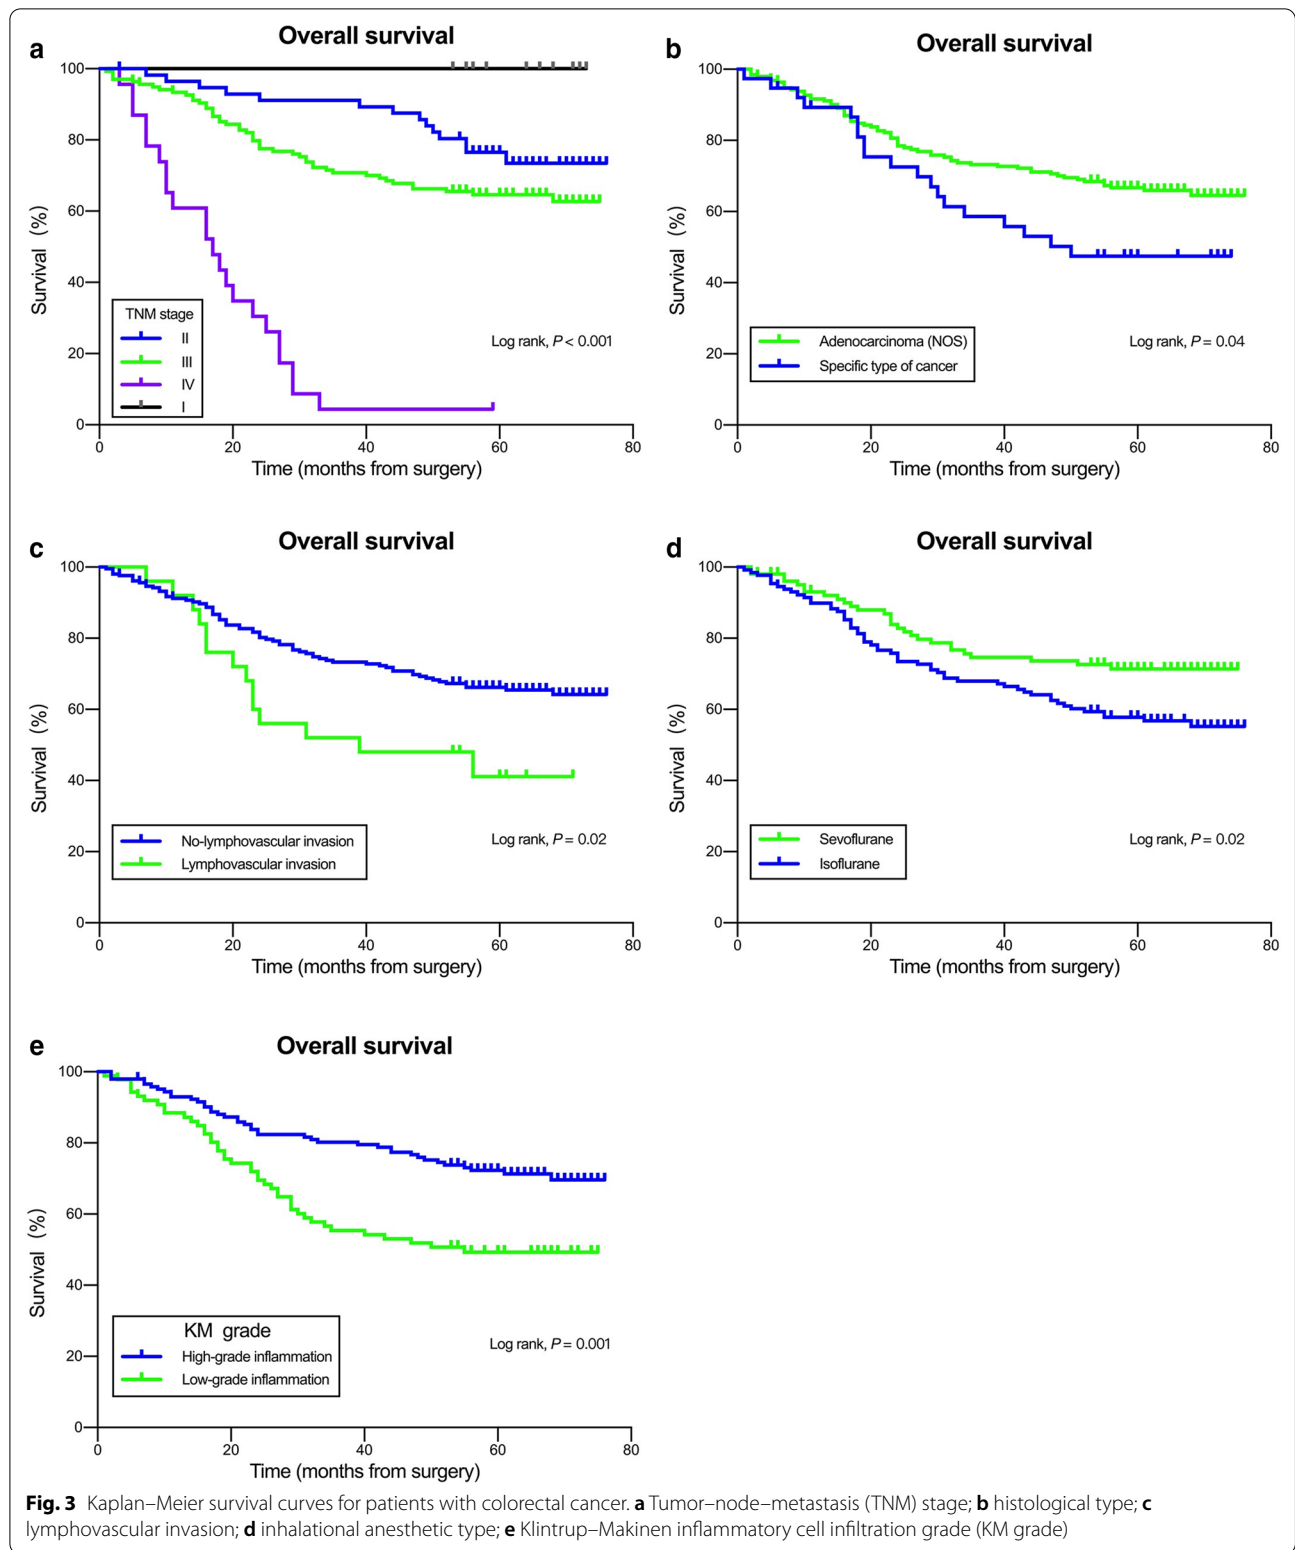 a
Overall survival
100
80
60
40
20
0
Survival (%)
TNM stage
II
III
IV
I
Log rank, P < 0.001
0 20 40 60 80
Time (months from surgery)
b
Overall survival
100
80
60
40
20
0
Survival (%)
Adenocarcinoma (NOS)
Specific type of cancer
Log rank, P = 0.04
0 20 40 60 80
Time (months from surgery)
c
Overall survival
100
80
60
40
20
0
Survival (%)
No-lymphovascular invasion
Lymphovascular invasion
Log rank, P = 0.02
0 20 40 60 80
Time (months from surgery)
d
Overall survival
100
80
60
40
20
0
Survival (%)
Sevoflurane
Isoflurane
Log rank, P = 0.02
0 20 40 60 80
Time (months from surgery)
e
Overall survival
100
80
60
40
20
0
Survival (%)
KM grade
High-grade inflammation
Low-grade inflammation
Log rank, P = 0.001
0 20 40 60 80
Time (months from surgery)
Fig. 3 Kaplan–Meier survival curves for patients with colorectal cancer. a Tumor–node–metastasis (TNM) stage; b histological type; c
lymphovascular invasion; d inhalational anesthetic type; e Klintrup–Makinen inflammatory cell infiltration grade (KM grade)